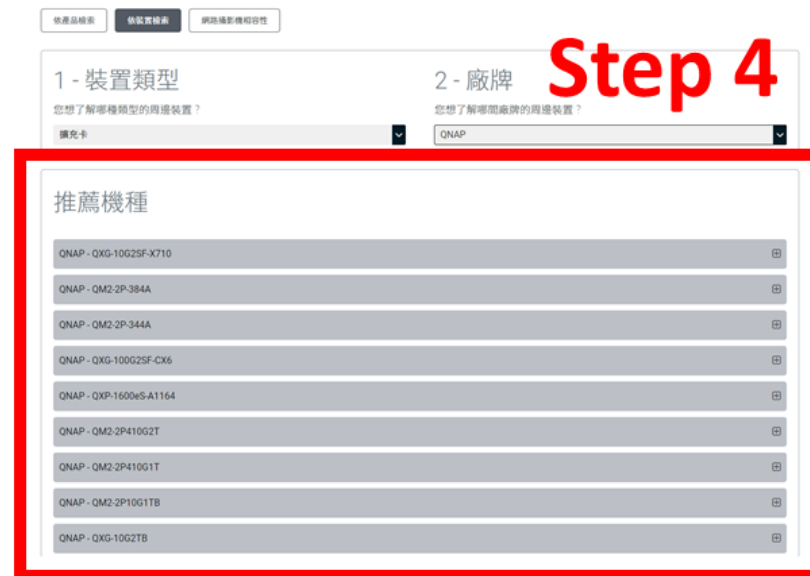 依產品檢索
依裝置檢索
網路攝影機相容性
Step 4
1 - 裝置類型
2 - 廠牌
您想了解哪種類型的周邊裝置？
您想了解哪間廠牌的周邊裝置？
擴充卡
QNAP
推薦機種
QNAP - QXG-10G2SF-X710
QNAP - QM2-2P-384A
QNAP - QM2-2P-344A
QNAP - QXG-100G2SF-CX6
QNAP - QXP-1600eS-A1164
QNAP - QM2-2P410G2T
QNAP - QM2-2P410G1T
QNAP - QM2-2P10G1TB
QNAP - QXG-10G2TB